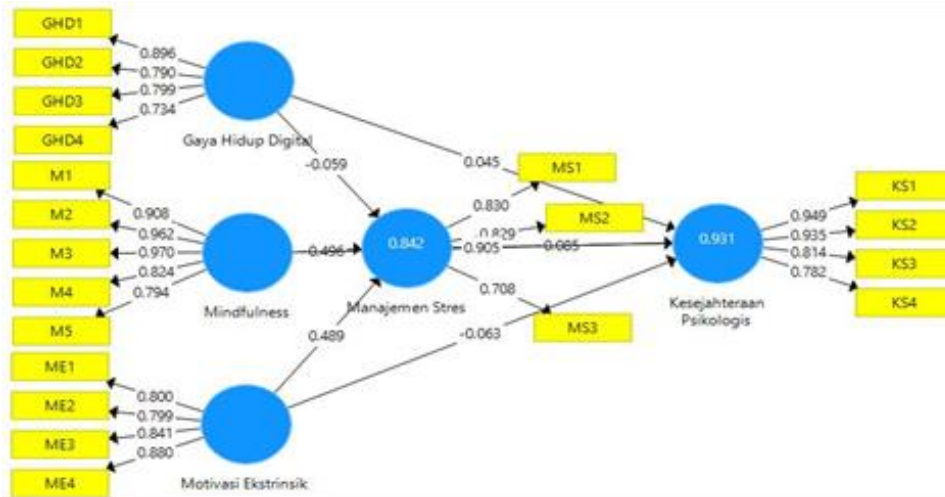 GHD1
0.896
GHD2
0.790
GHD3
0.799
GHD4
0.734
Gaya Hidup Digital
-0.059
0.045
M1
0.908
M2
0.962
M3
0.970
M4
0.824
M5
0.794
Mindfulness
0.496
0.842
Manajemen Stres
MS1
0.830
MS2
0.829
0.905
0.085
0.708
MS3
0.931
Kesejahteraan
Psikologis
KS1
0.949
KS2
0.935
KS3
0.814
KS4
0.782
ME1
0.800
ME2
0.799
ME3
0.841
ME4
0.880
Motivasi Ekstrinsik
0.489
-0.063